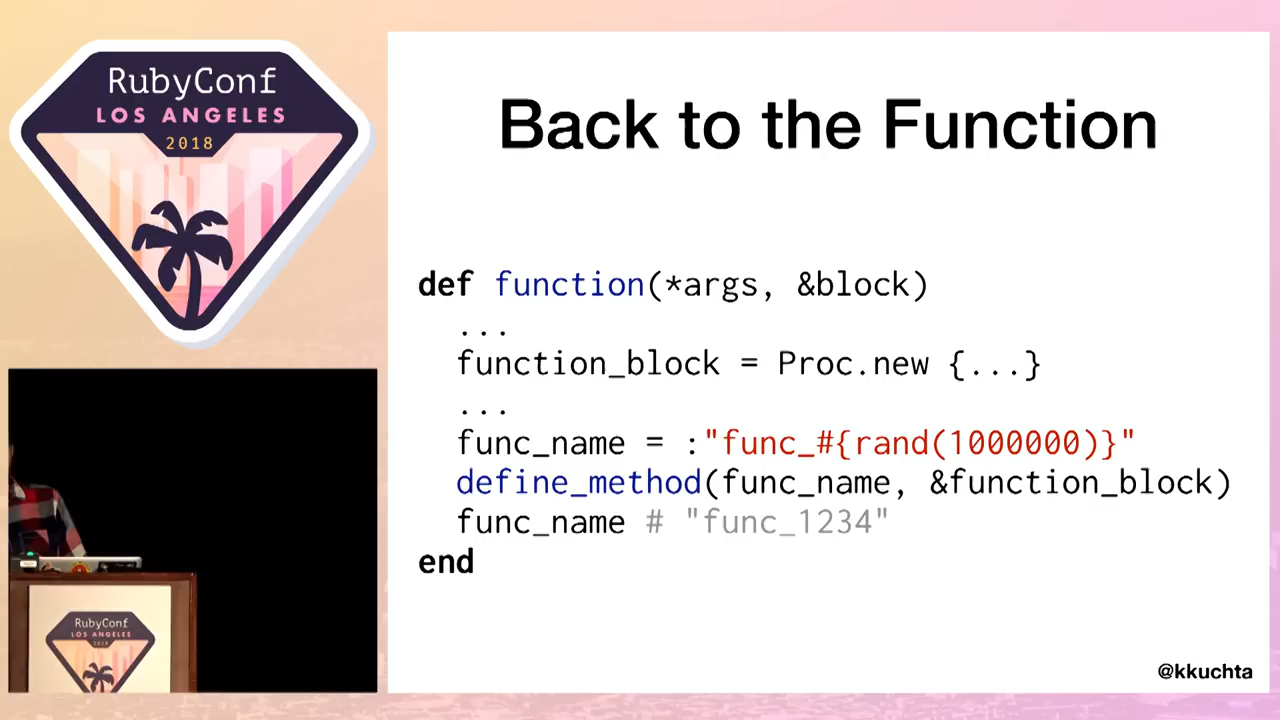 RubyConf
LOS ANGELES
2018
Back to the Function
def function(*args, &block)
...
function_block = Proc.new {...}
...
func_name = :"func_#{rand(1000000)}"
define_method(func_name, &function_block)
func_name # "func_1234"
end
@kkuchta
RubyConf
LOS ANGELES
2018